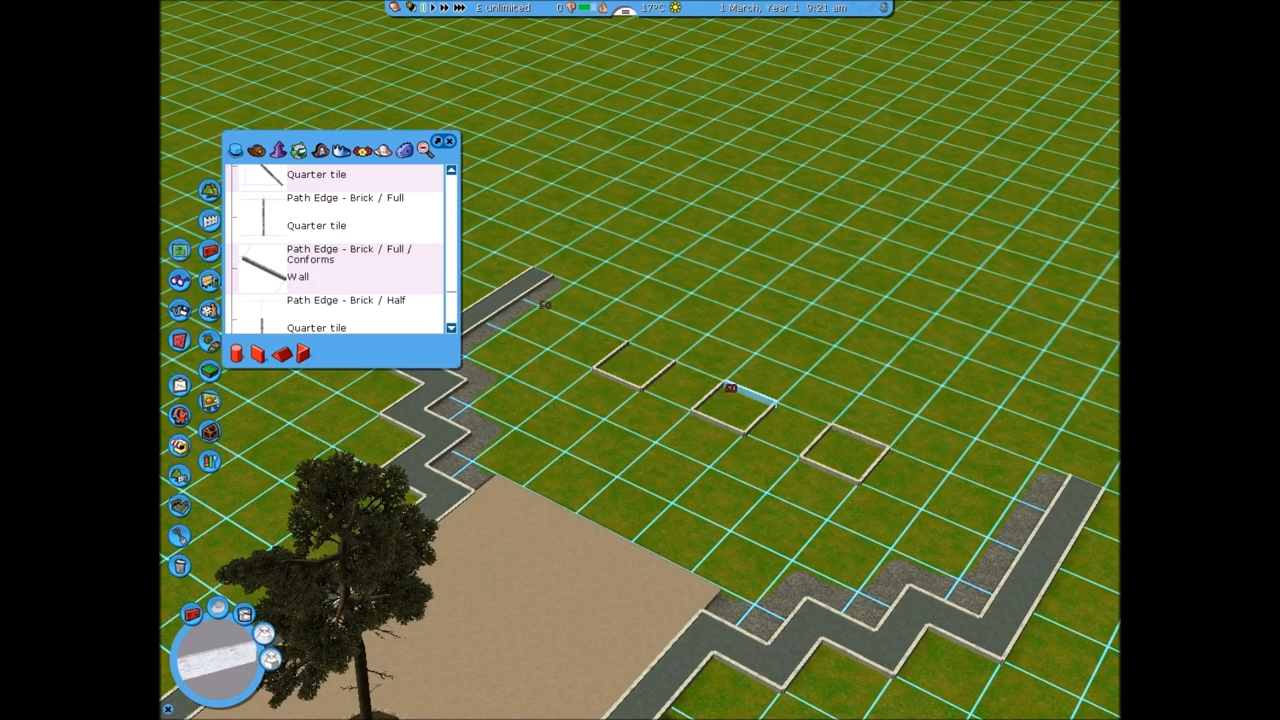 £ unlimited 0 17°C 1 March, Year 1 9:21 am
Quarter tile
Path Edge - Brick / Full
Quarter tile
Path Edge - Brick / Full /
Conforms
Wall
Path Edge - Brick / Half
Quarter tile